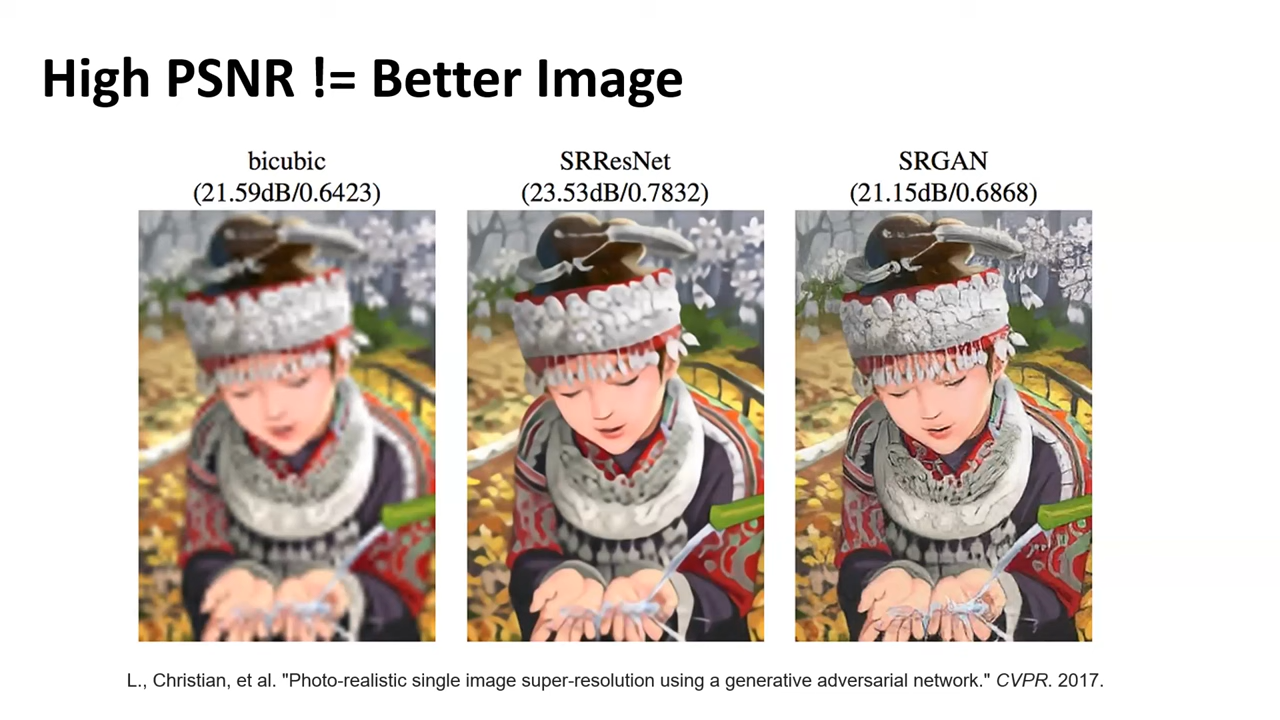 High PSNR != Better Image
bicubic
(21.59dB/0.6423)
SRResNet
(23.53dB/0.7832)
SRGAN
(21.15dB/0.6868)
L., Christian, et al. "Photo-realistic single image super-resolution using a generative adversarial network." CVPR. 2017.